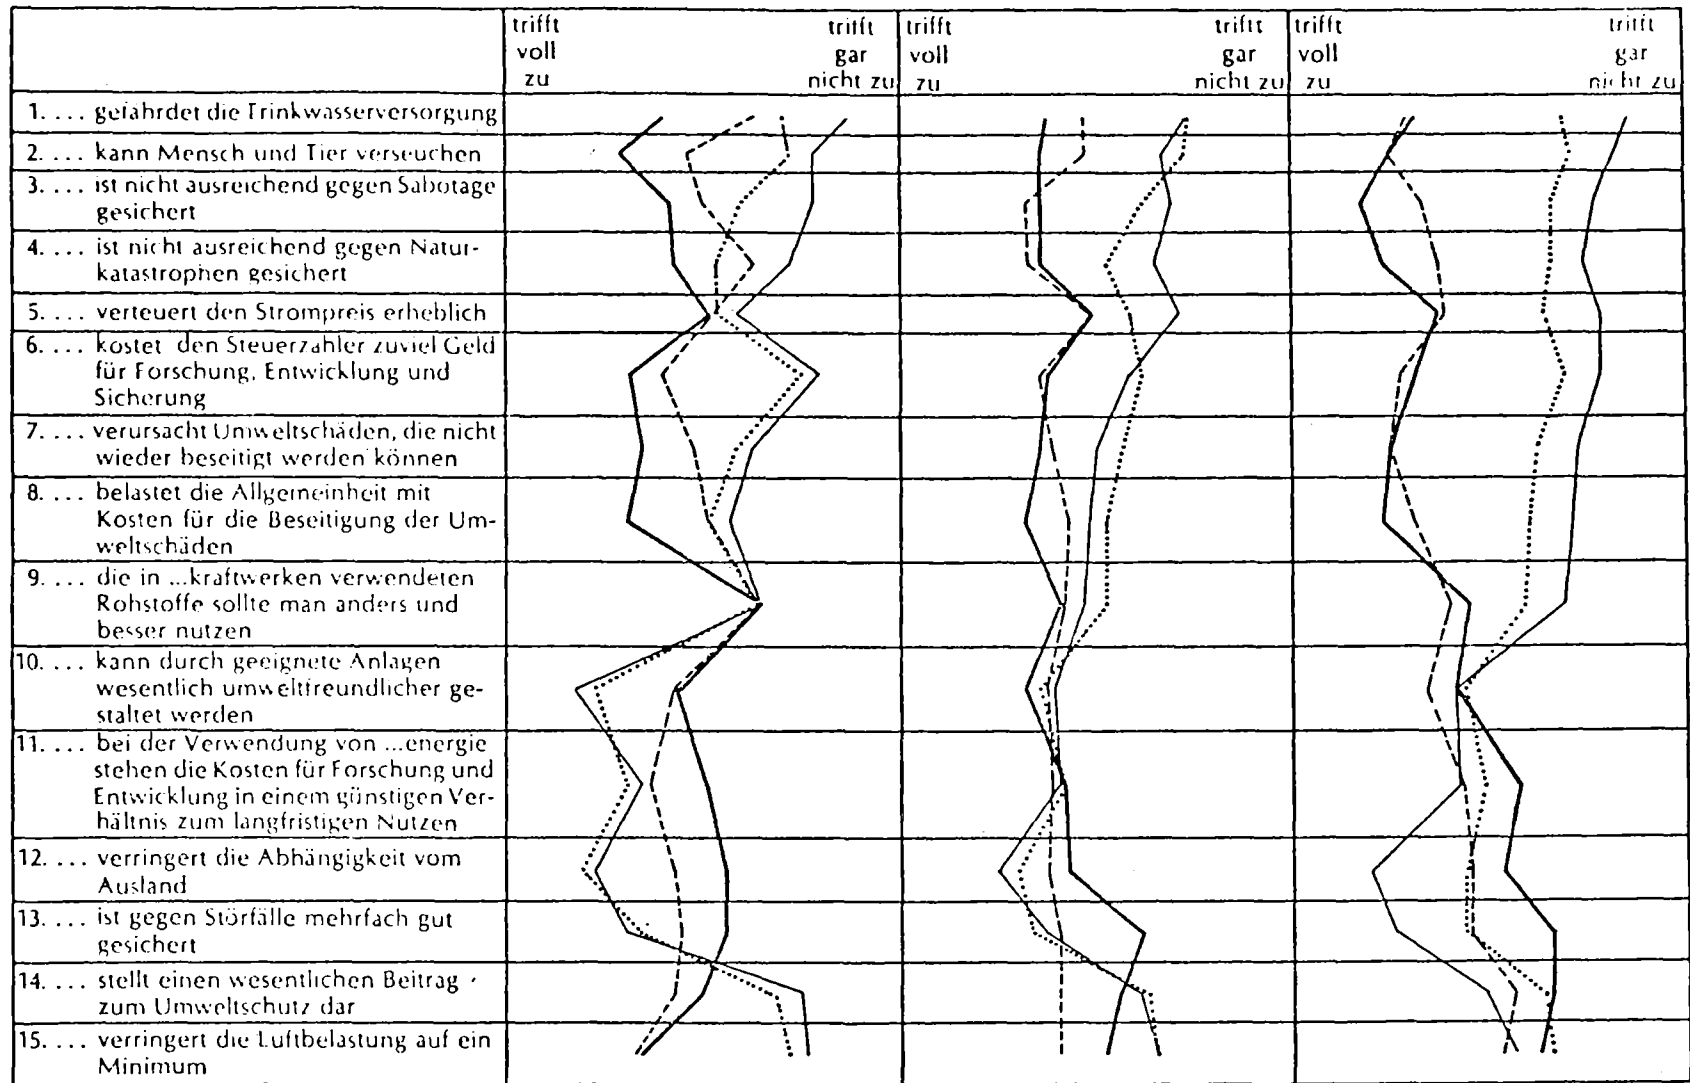 trifft trifft trifft trifft trifft trifft
voll gar voll gar voll gar
zu nicht zu zu nicht zu zu nicht zu
1. ... gefährdet die Trinkwasserversorgung
2. ... kann Mensch und Tier verseuchen
3. ... ist nicht ausreichend gegen Sabotage
gesichert
4. ... ist nicht ausreichend gegen Natur-
katastrophen gesichert
5. ... verteuert den Strompreis erheblich
6. ... kostet den Steuerzahler zuviel Geld
für Forschung, Entwicklung und
Sicherung
7. ... verursacht Umweltschäden, die nicht
wieder beseitigt werden können
8. ... belastet die Allgemeinheit mit
Kosten für die Beseitigung der Um-
weltschäden
9. ... die in ...kraftwerken verwendeten
Rohstoffe sollte man anders und
besser nutzen
10. ... kann durch geeignete Anlagen
wesentlich umweltfreundlicher ge-
staltet werden
11. ... bei der Verwendung von ...energie
stehen die Kosten für Forschung und
Entwicklung in einem günstigen Ver-
hältnis zum langfristigen Nutzen
12. ... verringert die Abhängigkeit vom
Ausland
13. ... ist gegen Störfälle mehrfach gut
gesichert
14. ... stellt einen wesentlichen Beitrag
zum Umweltschutz dar
15. ... verringert die Luftbelastung auf ein
Minimum